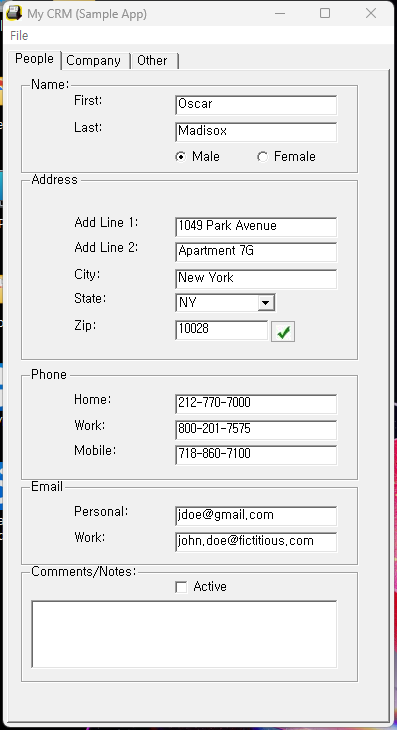 My CRM (Sample App)
File
People Company Other
Name:
First: Oscar
Last: Madisox
Male Female
Address
Add Line 1: 1049 Park Avenue
Add Line 2: Apartment 7G
City: New York
State: NY
Zip: 10028
Phone
Home: 212-770-7000
Work: 800-201-7575
Mobile: 718-860-7100
Email
Personal: jdoe@gmail.com
Work: john.doe@fictitious.com
Comments/Notes:
Active